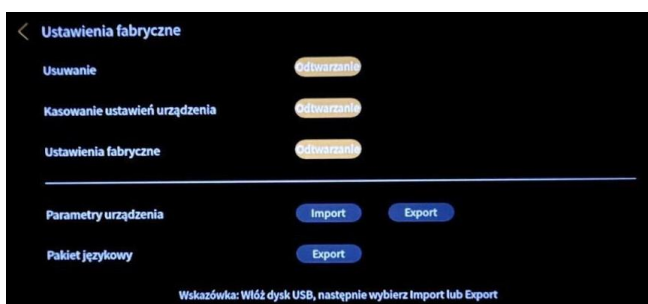 Ustawienia fabryczne
Usuwanie Odtwarzanie
Kasowanie ustawień urządzenia Odtwarzanie
Ustawienia fabryczne Odtwarzanie
Parametry urządzenia Import Export
Pakiet językowy Export
Wskazówka: Włóż dysk USB, następnie wybierz Import lub Export